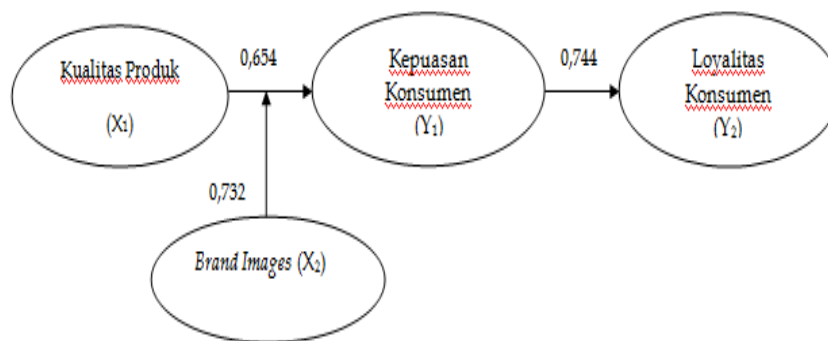 Kualitas Produk
(X₁)
0,654
Kepuasan
Konsumen
(Y₁)
0,744
Loyalitas
Konsumen
(Y₂)
0,732
Brand Images (X₂)